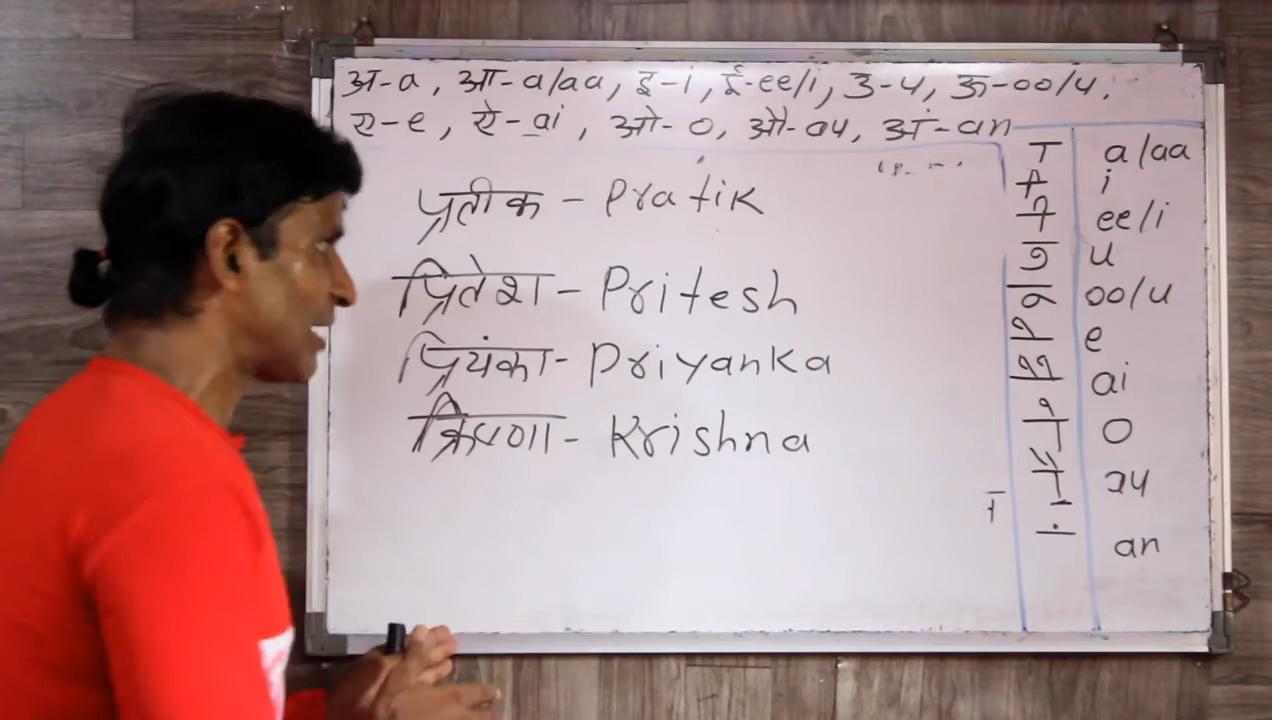 अ-a, आ-a/aa, इ-i, ई-ee/i, उ-u, ऊ-oo/u,
ए-e, ऐ-ai, ओ-o, औ-au, अं-an
प्रतीक - Pratik
प्रितेश - Pritesh
प्रियंका - Priyanka
क्रिष्णा - Krishna
ा a/aa
ि i
ी ee/i
ु u
ू oo/u
े e
ै ai
ो o
ौ au
ं an